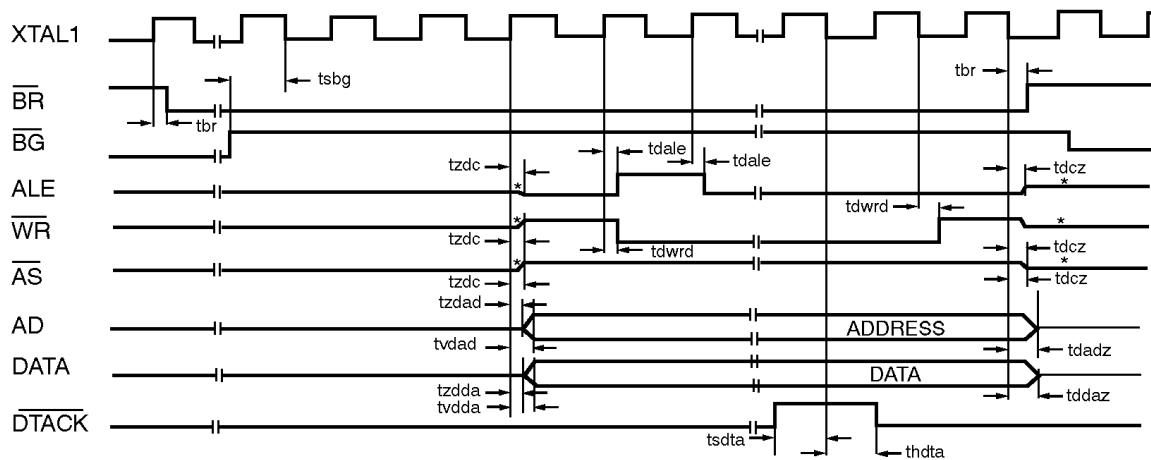 XTAL1
tsbg
tbr
BR
tbr
BG
tzdc
tdale
tdale
tdcz
ALE
*
*
tdwrd
WR
*
*
tzdc
tdwrd
tdcz
AS
*
*
tzdc
tdcz
tzdad
AD
ADDRESS
tvdad
tdadz
DATA
DATA
tzdda
tddaz
tvdda
DTACK
tsdta
thdta